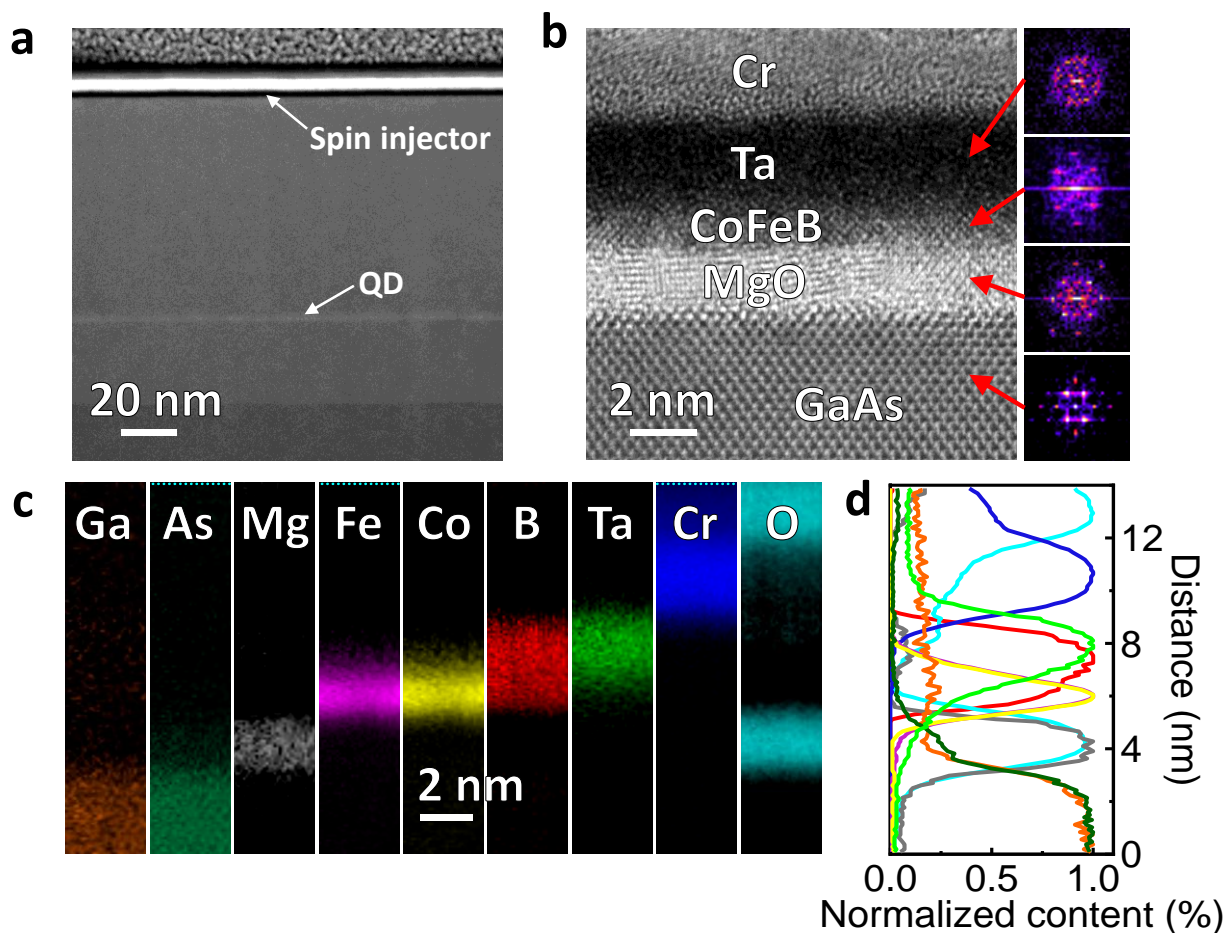 a
Spin injector
QD
20 nm
b
Cr
Ta
CoFeB
MgO
GaAs
2 nm
c
Ga As Mg Fe Co B Ta Cr O
2 nm
d
12
8
4
0
Distance (nm)
0.0 0.5 1.0
Normalized content (%)